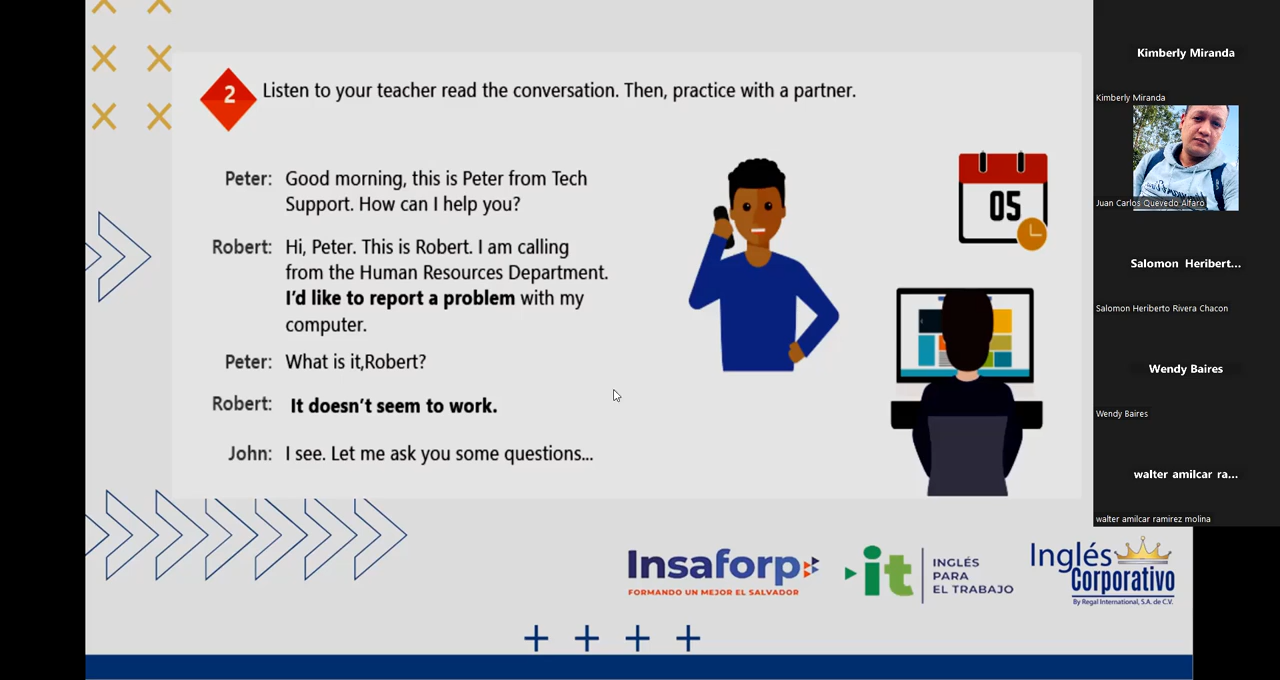 2
Listen to your teacher read the conversation. Then, practice with a partner.
Peter: Good morning, this is Peter from Tech
Support. How can I help you?
Robert: Hi, Peter. This is Robert. I am calling
from the Human Resources Department.
I'd like to report a problem with my
computer.
Peter: What is it,Robert?
Robert: It doesn't seem to work.
John: I see. Let me ask you some questions...
05
Insaforp
FORMANDO UN MEJOR EL SALVADOR
it
INGLÉS
PARA
EL TRABAJO
Inglés
Corporativo
By Regal International, S.A. de C.V.
Kimberly Miranda
Kimberly Miranda
Juan Carlos Quevedo Alfaro
Salomon Heribert...
Salomon Heriberto Rivera Chacon
Wendy Baires
Wendy Baires
walter amilcar ra...
walter amilcar ramirez molina